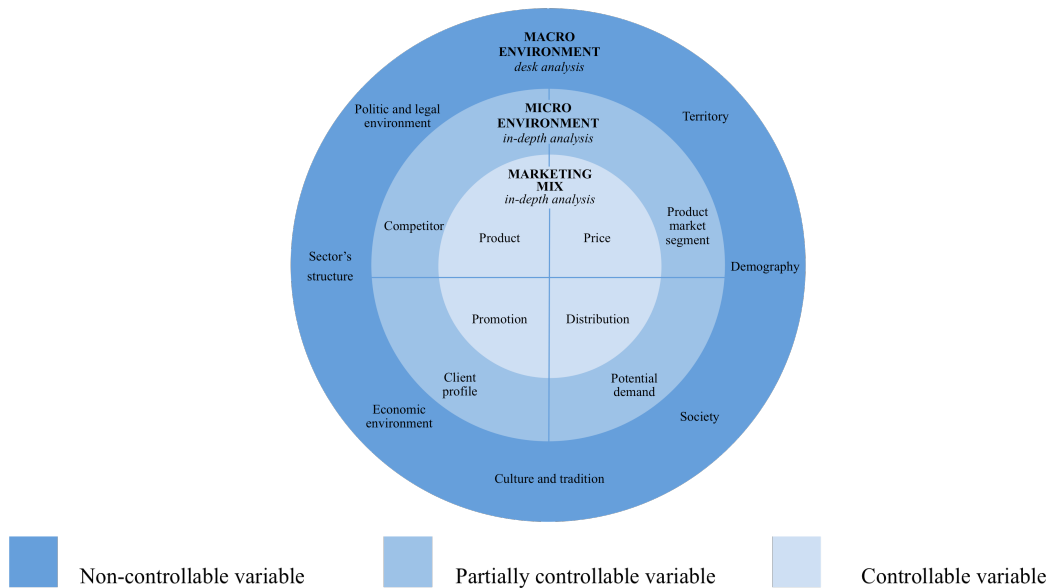 MACRO
ENVIRONMENT
desk analysis
Politic and legal
environment
Territory
MICRO
ENVIRONMENT
in-depth analysis
MARKETING
MIX
in-depth analysis
Competitor
Product
Price
Product
market
segment
Sector's
structure
Demography
Promotion
Distribution
Client
profile
Potential
demand
Economic
environment
Society
Culture and tradition
Non-controllable variable
Partially controllable variable
Controllable variable